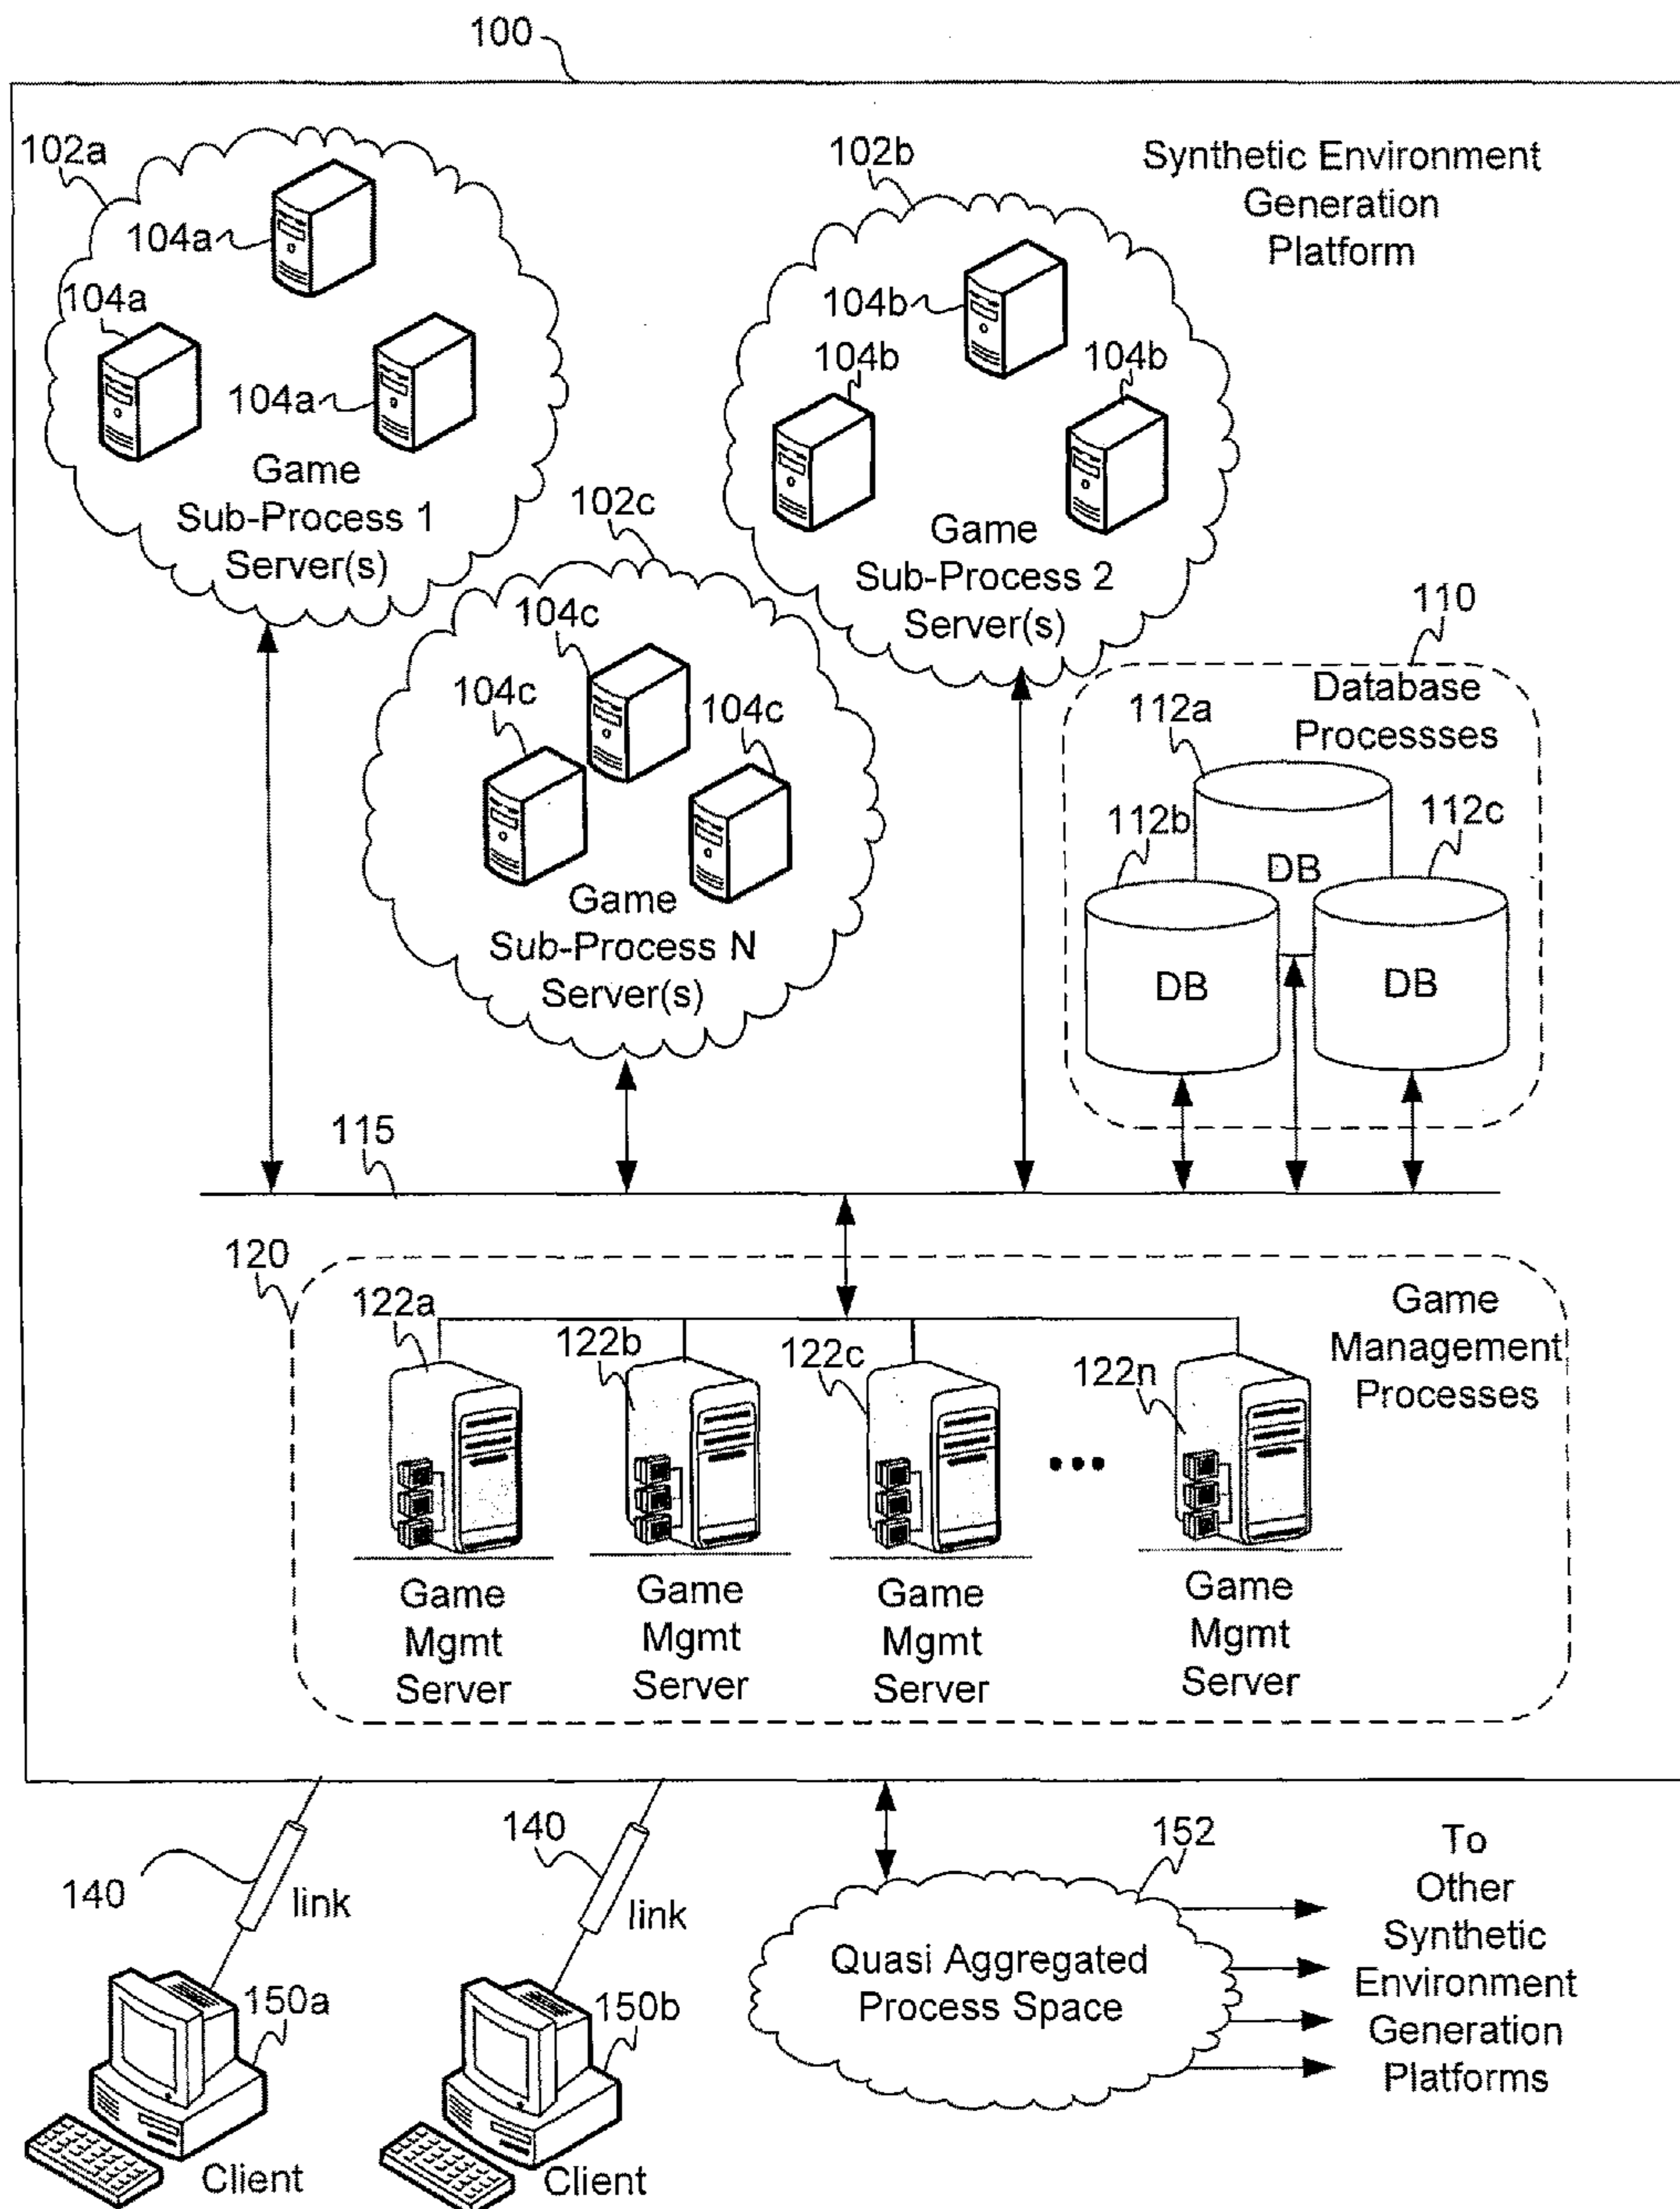 100
102a
102b
Synthetic Environment
Generation
Platform
104a
104a
104a
104b
104b
104b
Game
Sub-Process 1
Server(s)
102c
Game
Sub-Process 2
Server(s)
110
104c
104c
104c
Database
Processses
112a
112b
112c
DB
DB
DB
Game
Sub-Process N
Server(s)
115
120
122a
122b
122c
122n
Game
Management
Processes
Game
Mgmt
Server
Game
Mgmt
Server
Game
Mgmt
Server
Game
Mgmt
Server
140
link
140
link
152
To
Other
Synthetic
Environment
Generation
Platforms
Quasi Aggregated
Process Space
150a
150b
Client
Client